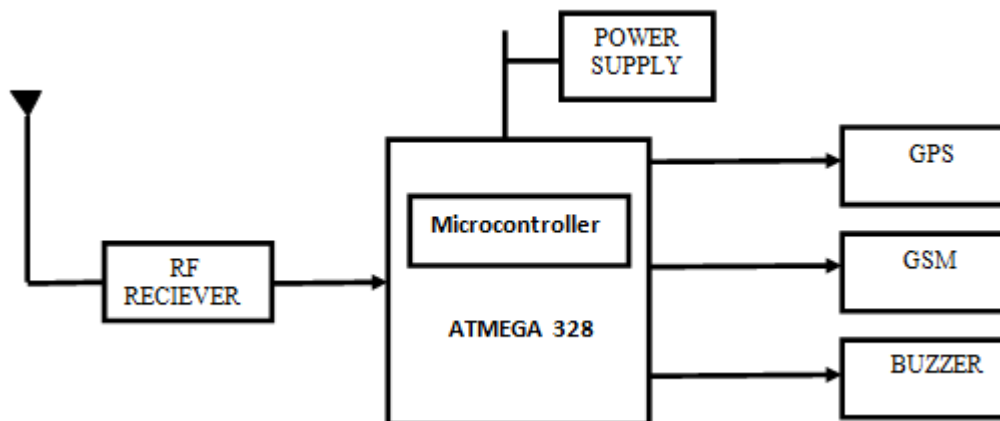 POWER
SUPPLY
GPS
Microcontroller
RF
RECIEVER
GSM
ATMEGA 328
BUZZER